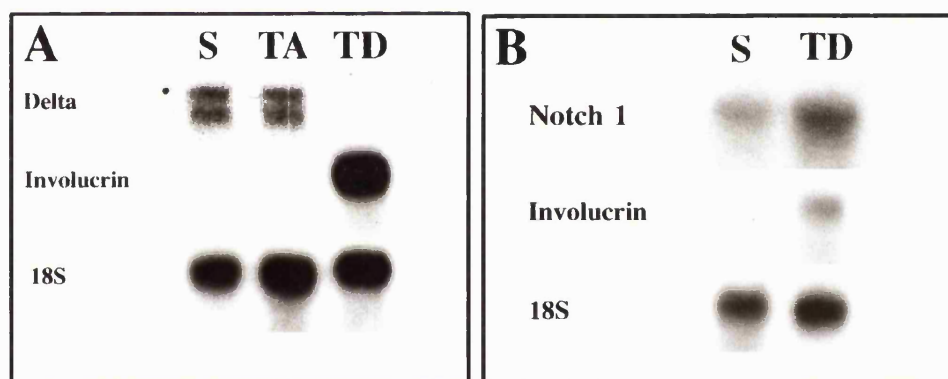 A
S TA TD
Delta
Involucrin
18S
B
S TD
Notch 1
Involucrin
18S